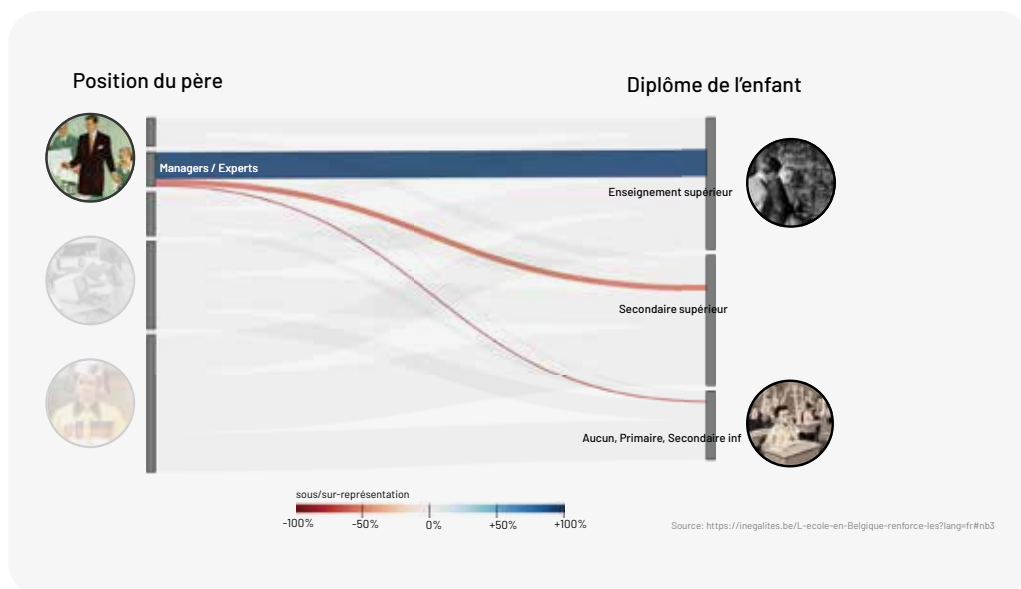 Position du père
Diplôme de l'enfant
Managers / Experts
Enseignement supérieur
Secondaire supérieur
Aucun, Primaire, Secondaire inf
sous/sur-représentation
-100%
-50%
0%
+50%
+100%
Source: https://inegalites.be/L-ecole-en-Belgique-renforce-les?lang=fr#nb3